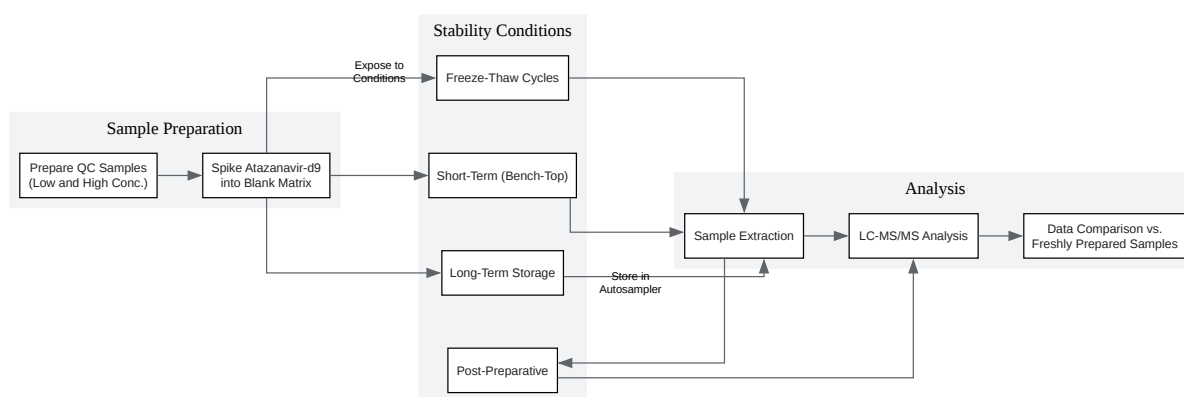 Stability Conditions
Expose to
Conditions
Freeze-Thaw Cycles
Sample Preparation
Prepare QC Samples
(Low and High Conc.)
Spike Atazanavir-d9
into Blank Matrix
Short-Term (Bench-Top)
Analysis
Sample Extraction
LC-MS/MS Analysis
Data Comparison vs.
Freshly Prepared Samples
Long-Term Storage
Store in
Autosampler
Post-Preparative